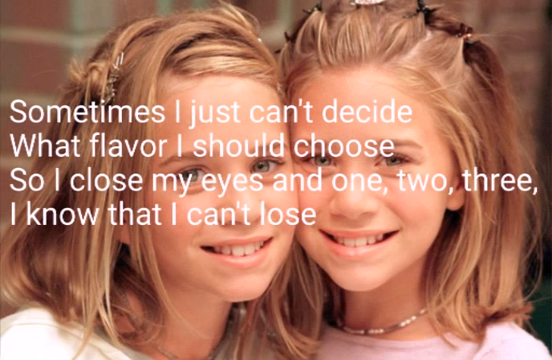 Sometimes I just can't decide
What flavor I should choose
So I close my eyes and one, two, three,
I know that I can't lose